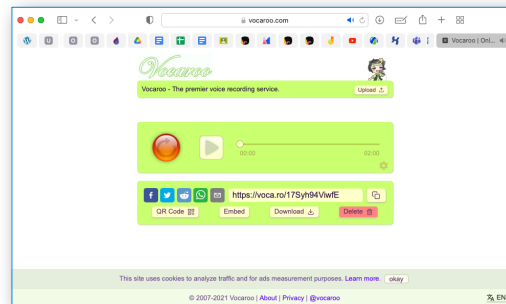 vocaroo.com
Vocaroo | Onl...
Vocaroo
Vocaroo - The premier voice recording service.
Upload
00:00
02:00
https://voca.ro/17Syh94ViwfE
QR Code
Embed
Download
Delete
This site uses cookies to analyze traffic and for ads measurement purposes. Learn more. okay
© 2007-2021 Vocaroo | About | Privacy | @vocaroo
EN